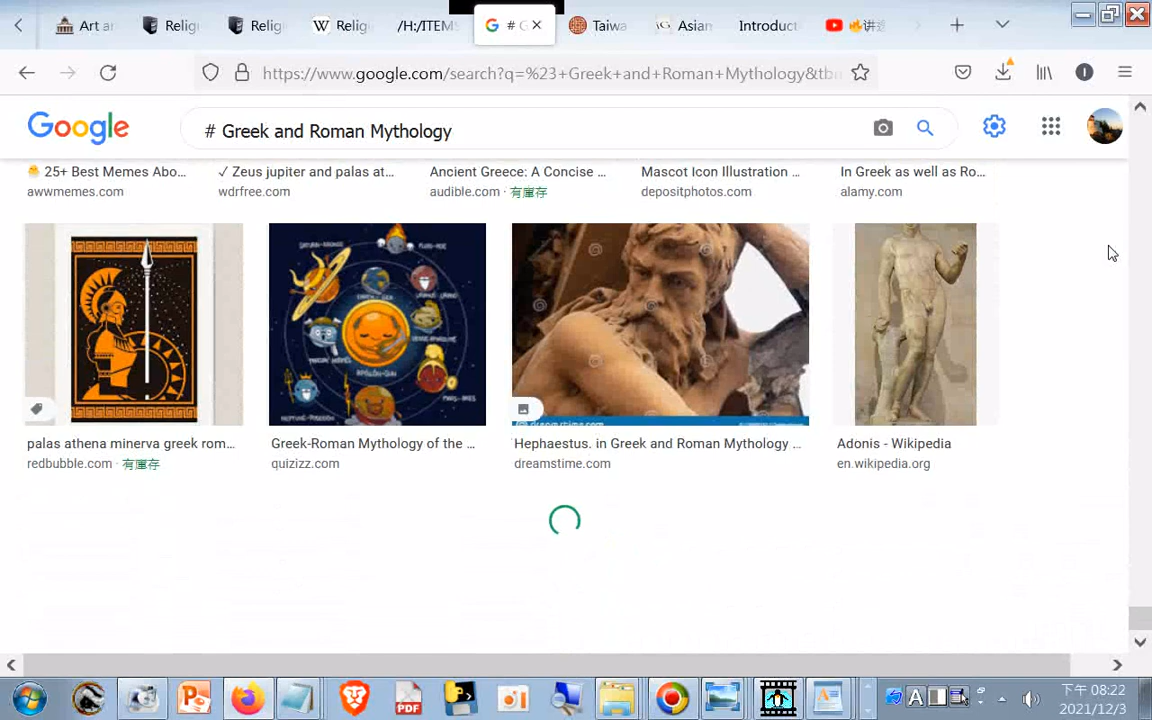 Art ar
Relig
Relig
Relig
/H:/ITEM
# G
Taiwa
Asian
Introduct
https://www.google.com/search?q=%23+Greek+and+Roman+Mythology&tb
Google
# Greek and Roman Mythology
25+ Best Memes Abo...
awwmemes.com
✓ Zeus jupiter and palas at...
wdrfree.com
Ancient Greece: A Concise ...
audible.com · 有庫存
Mascot Icon Illustration ...
depositphotos.com
In Greek as well as Ro...
alamy.com
palas athena minerva greek rom...
redbubble.com · 有庫存
Greek-Roman Mythology of the ...
quizizz.com
Hephaestus. in Greek and Roman Mythology ...
dreamstime.com
Adonis - Wikipedia
en.wikipedia.org
PDF
A
下午 08:22
2021/12/3